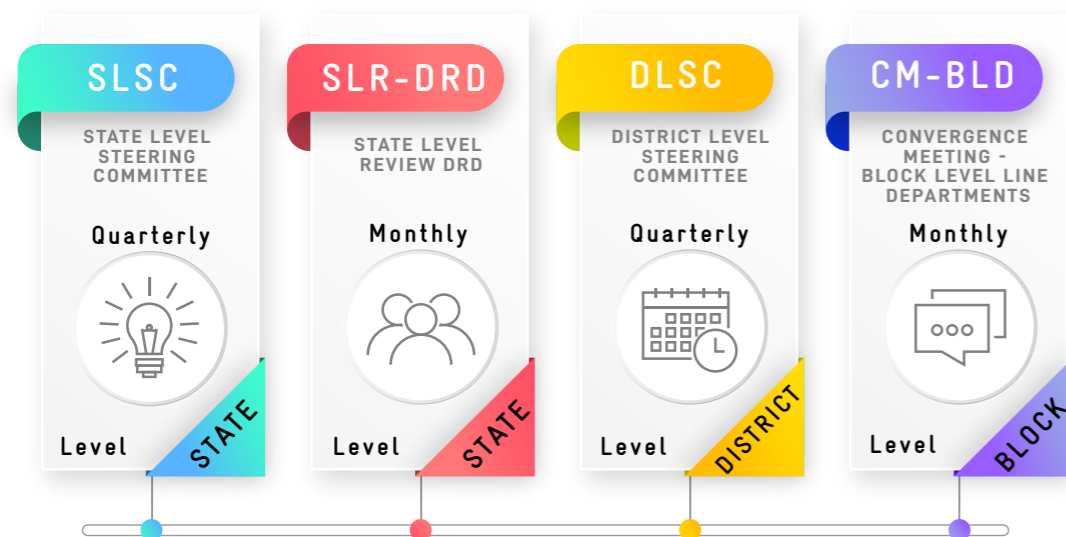 SLSC
STATE LEVEL
STEERING
COMMITTEE
Quarterly
Level
STATE
SLR-DRD
STATE LEVEL
REVIEW DRD
Monthly
Level
STATE
DLSC
DISTRICT LEVEL
STEERING
COMMITTEE
Quarterly
Level
DISTRICT
CM-BLD
CONVERGENCE
MEETING -
BLOCK LEVEL LINE
DEPARTMENTS
Monthly
Level
BLOCK